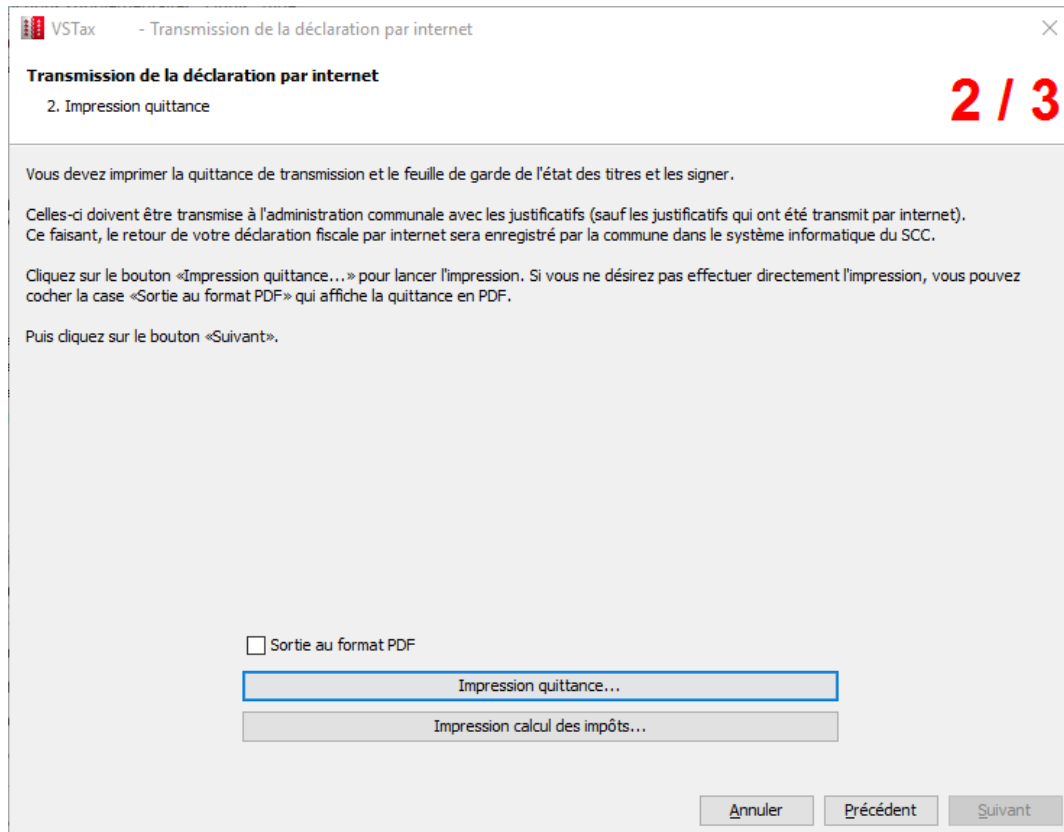 VSTax - Transmission de la déclaration par internet
Transmission de la déclaration par internet
2. Impression quittance
2 / 3
Vous devez imprimer la quittance de transmission et le feuille de garde de l'état des titres et les signer.
Celles-ci doivent être transmise à l'administration communale avec les justificatifs (sauf les justificatifs qui ont été transmit par internet).
Ce faisant, le retour de votre déclaration fiscale par internet sera enregistré par la commune dans le système informatique du SCC.
Cliquez sur le bouton «Impression quittance...» pour lancer l'impression. Si vous ne désirez pas effectuer directement l'impression, vous pouvez
cocher la case «Sortie au format PDF» qui affiche la quittance en PDF.
Puis cliquez sur le bouton «Suivant».
Sortie au format PDF
Impression quittance...
Impression calcul des impôts...
Annuler Précédent Suivant